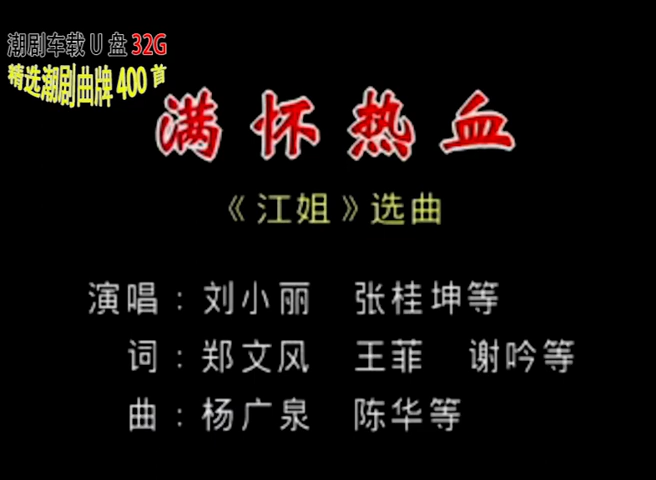 潮剧车载U盘32G
精选潮剧曲牌400首
满怀热血
《江姐》选曲
演唱：刘小丽 张桂坤等
词：郑文风 王菲 谢吟等
曲：杨广泉 陈华等